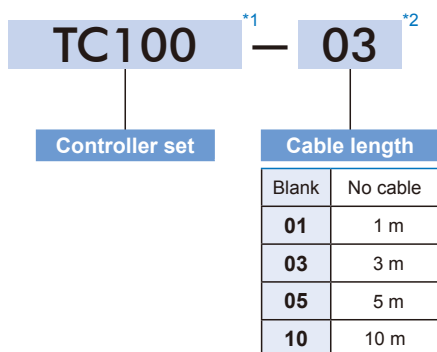 TC100 *1 — 03 *2
Controller set Cable length
Blank No cable
01 1 m
03 3 m
05 5 m
10 10 m